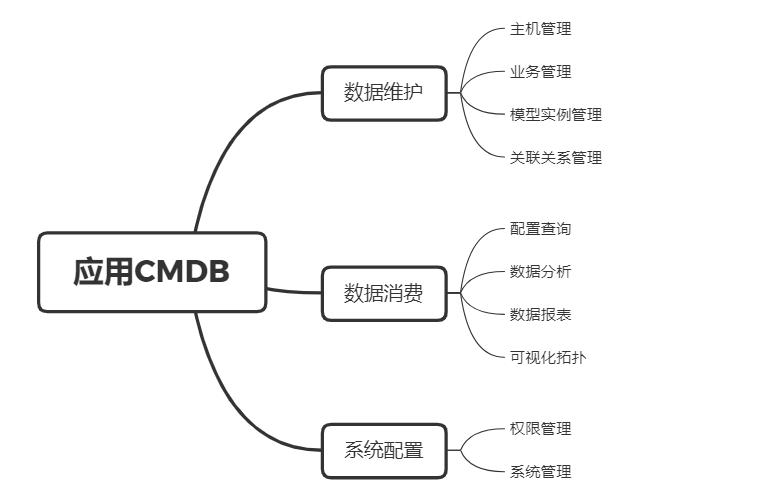 应用CMDB
数据维护
主机管理
业务管理
模型实例管理
关联关系管理
数据消费
配置查询
数据分析
数据报表
可视化拓扑
系统配置
权限管理
系统管理